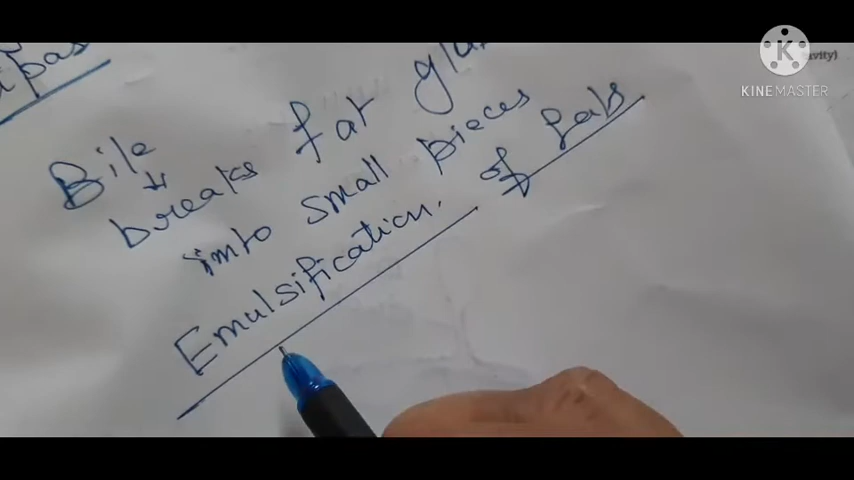 Bile
breaks fat
into small pieces
Emulsification. of fats
KINEMASTER